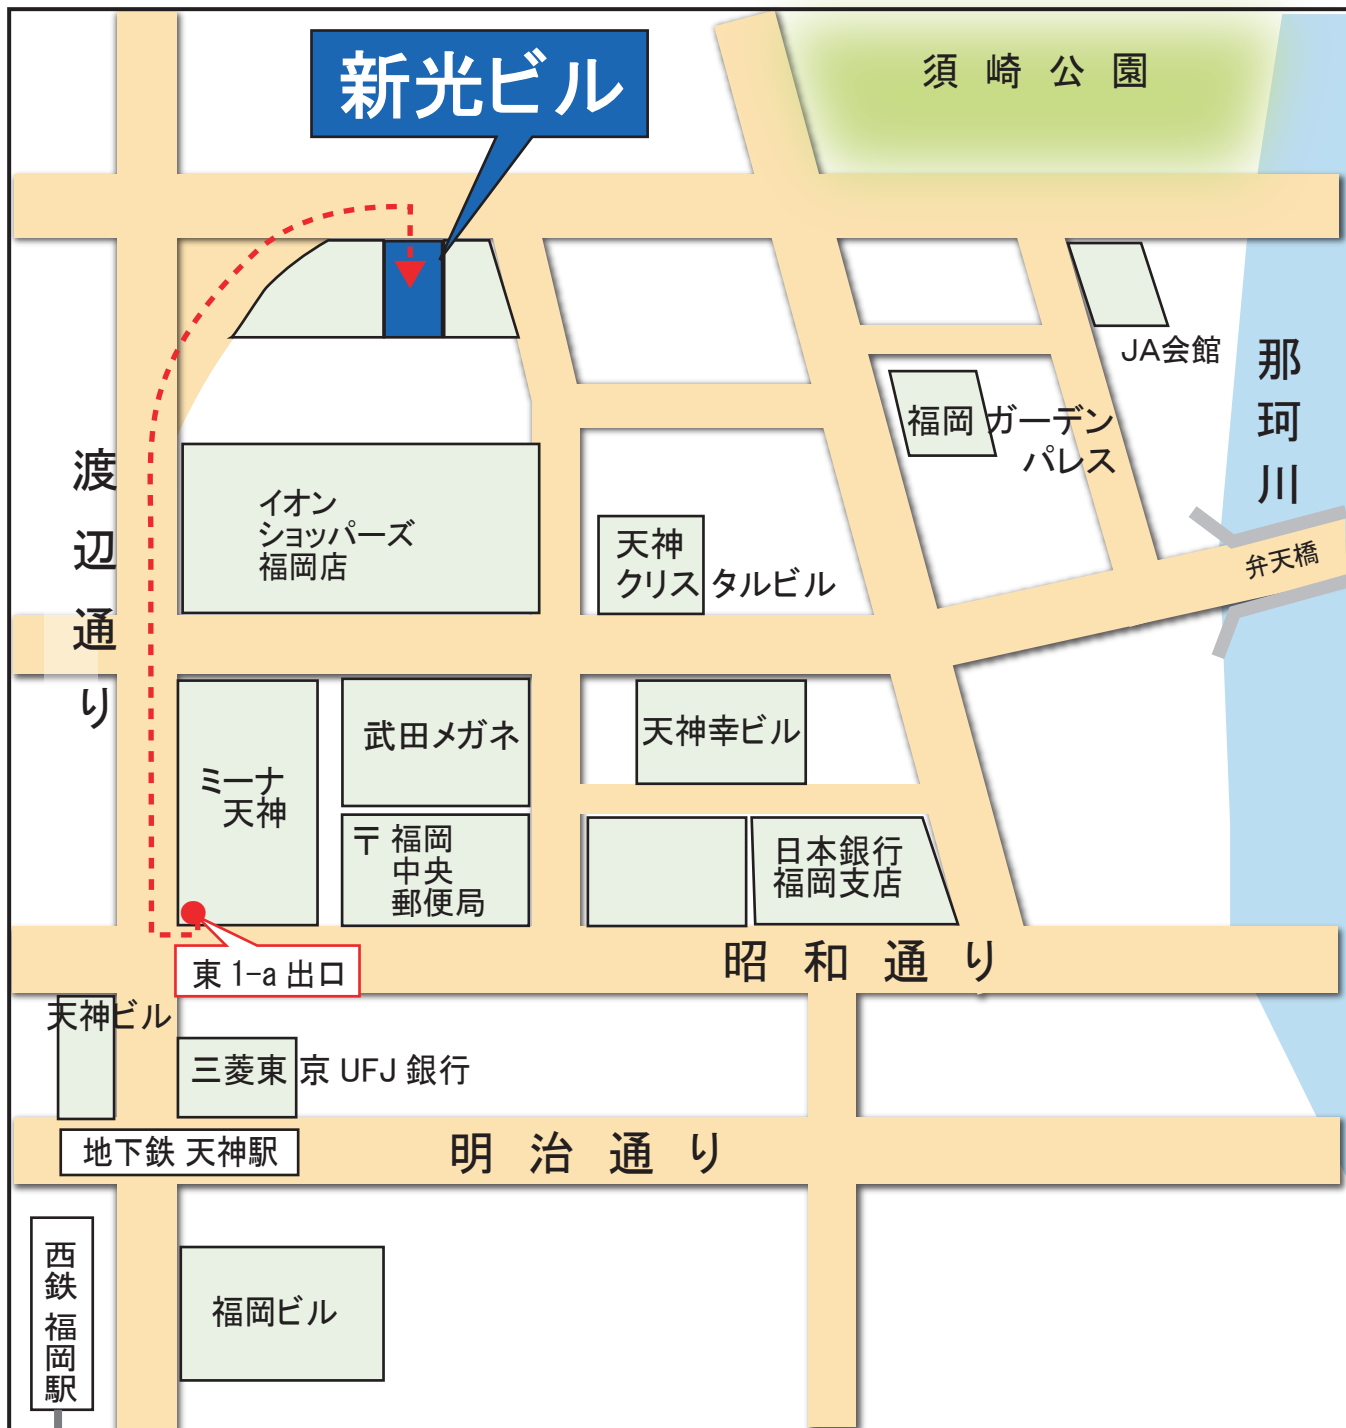 新光ビル
須崎公園
JA会館
那珂川
福岡 ガーデン
パレス
渡辺通り
イオン
ショッパーズ
福岡店
天神
クリスタルビル
弁天橋
武田メガネ
天神幸ビル
ミーナ
天神
〒 福岡
中央
郵便局
日本銀行
福岡支店
昭和通り
東 1-a 出口
天神ビル
三菱東京 UFJ 銀行
地下鉄 天神駅
明治通り
西鉄 福岡駅
福岡ビル